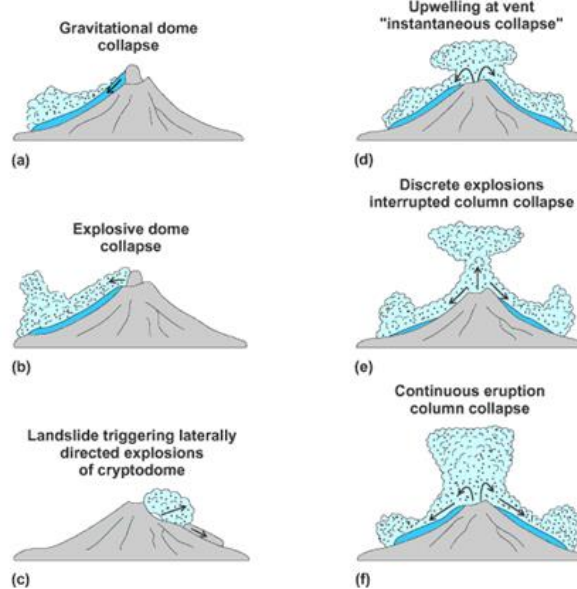 Gravitational dome
collapse
(a)
Explosive dome
collapse
(b)
Landslide triggering laterally
directed explosions
of cryptodome
(c)
Upwelling at vent
"instantaneous collapse"
(d)
Discrete explosions
interrupted column collapse
(e)
Continuous eruption
column collapse
(f)